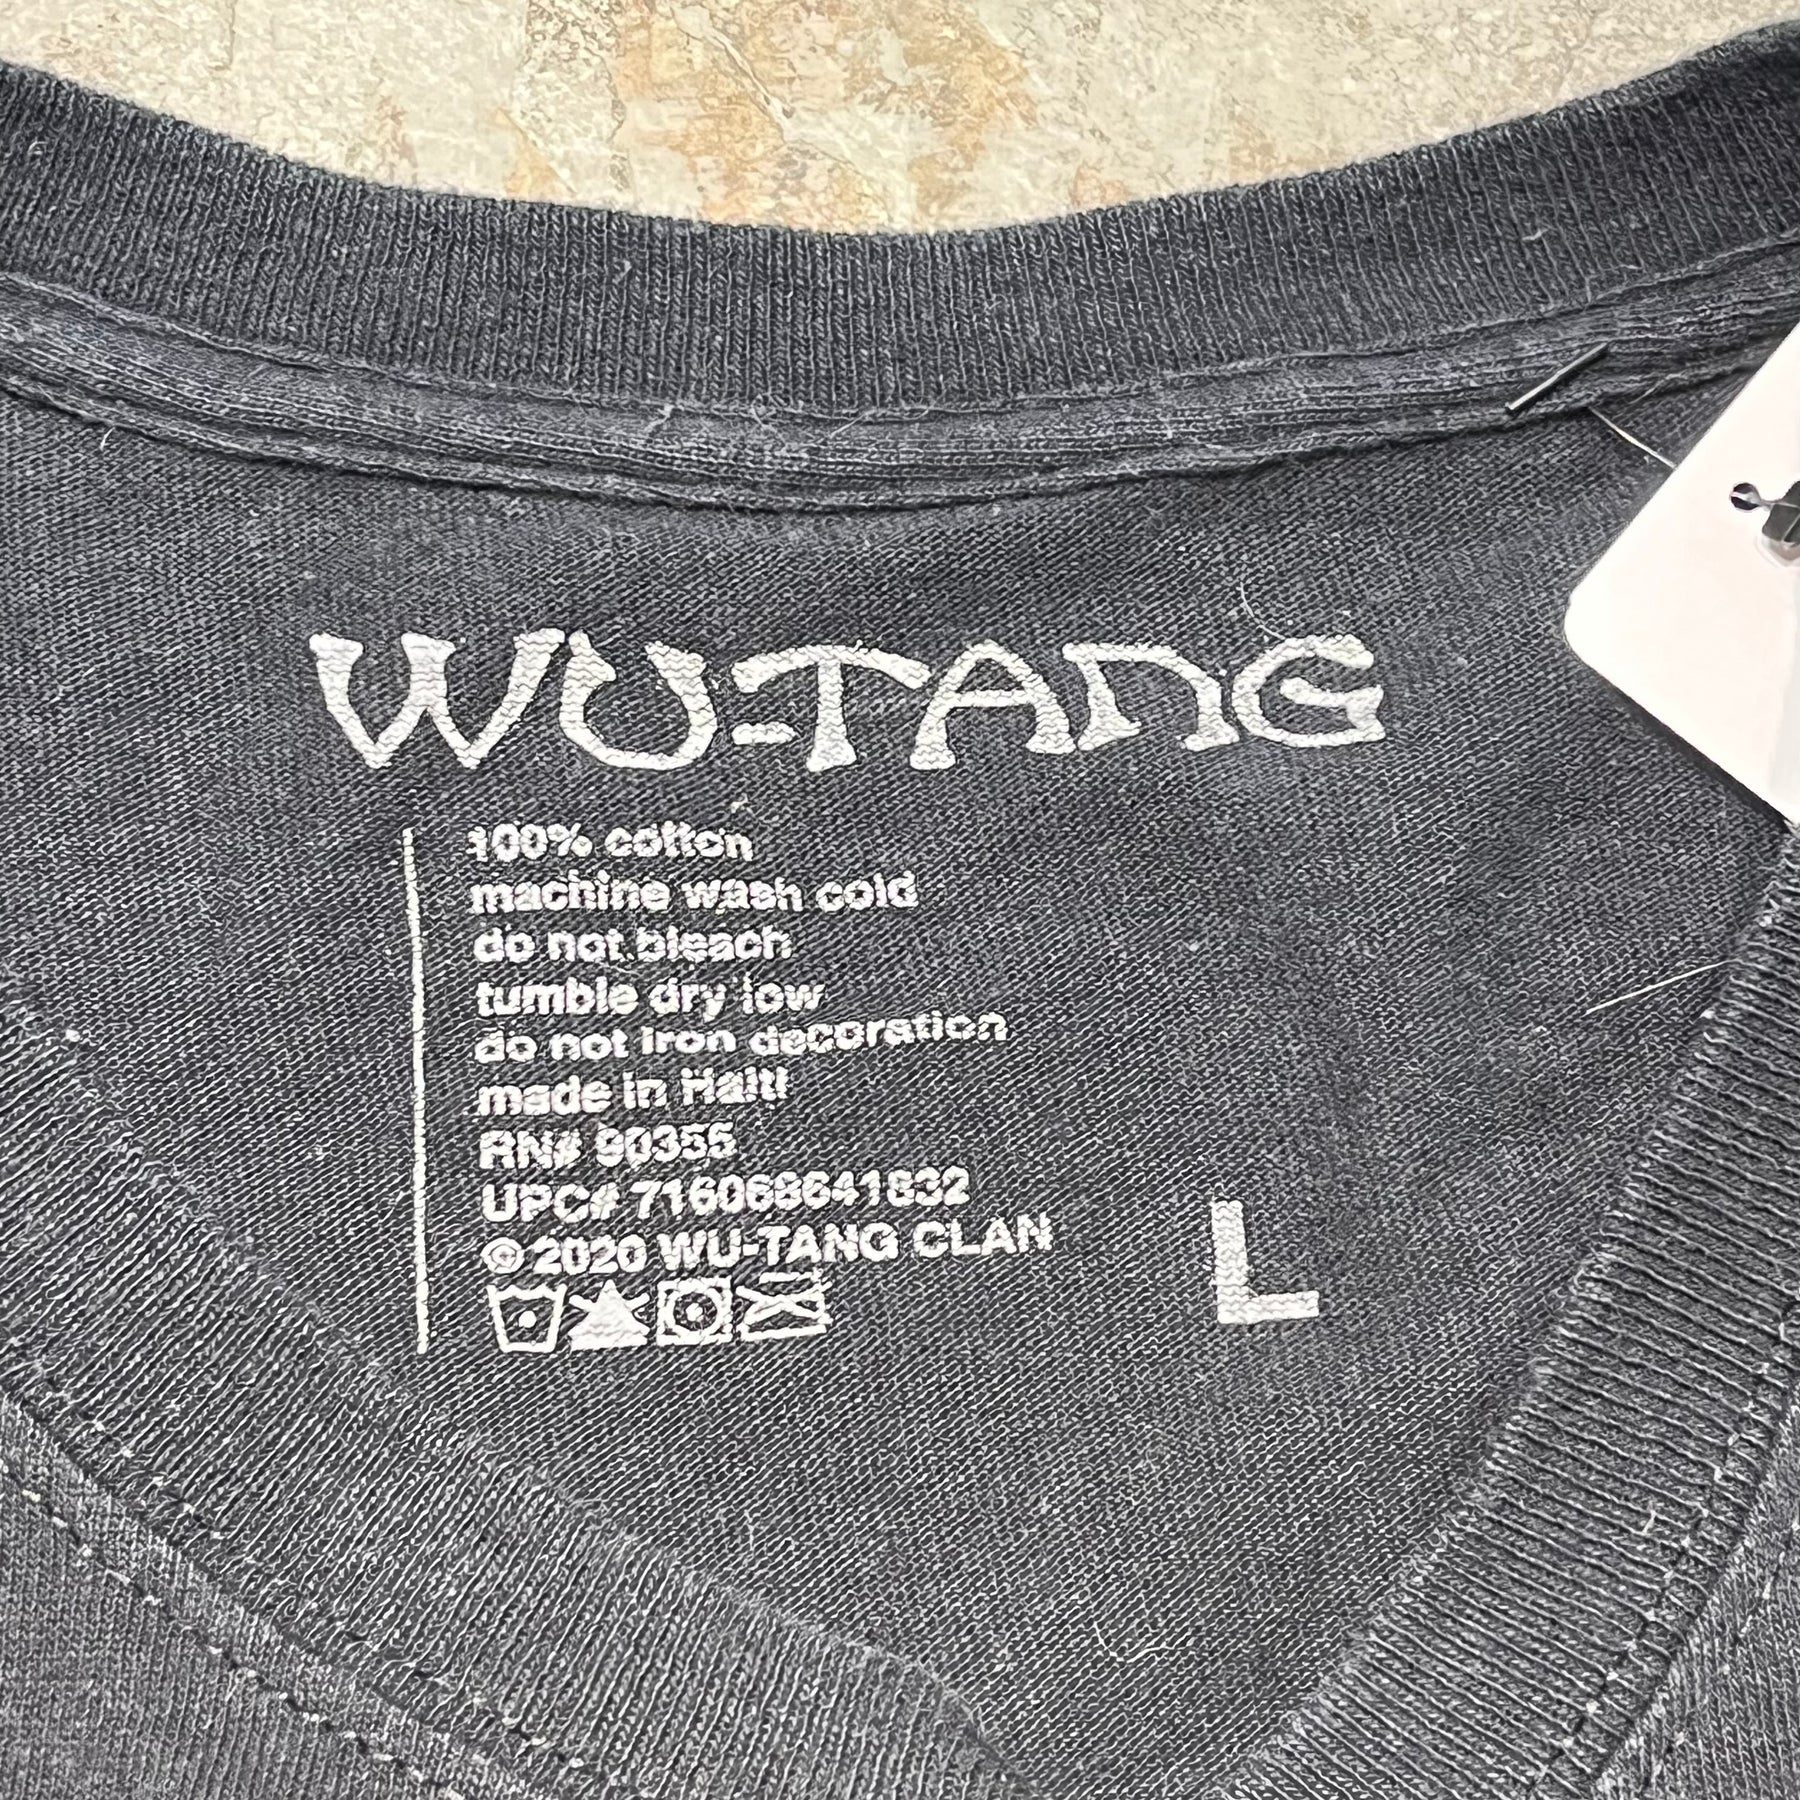 WU-TANG
100% cotton
machine wash cold
do not bleach
tumble dry low
do not iron decoration
made in Haiti
RN# 90355
UPC# 716068641832
© 2020 WU-TANG CLAN
L